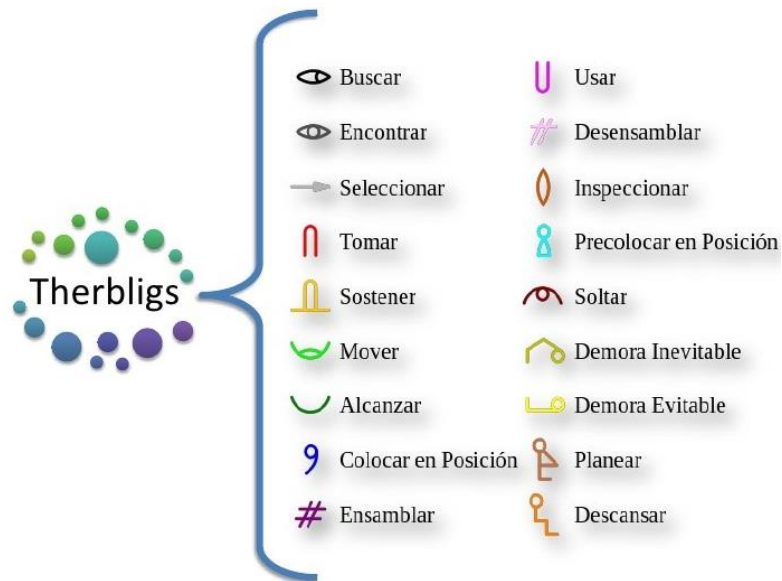 Therbligs
Buscar
Encontrar
Seleccionar
Tomar
Sostener
Mover
Alcanzar
Colocar en Posición
Ensamblar
Usar
Desensamblar
Inspeccionar
Precolocar en Posición
Soltar
Demora Inevitable
Demora Evitable
Planear
Descansar